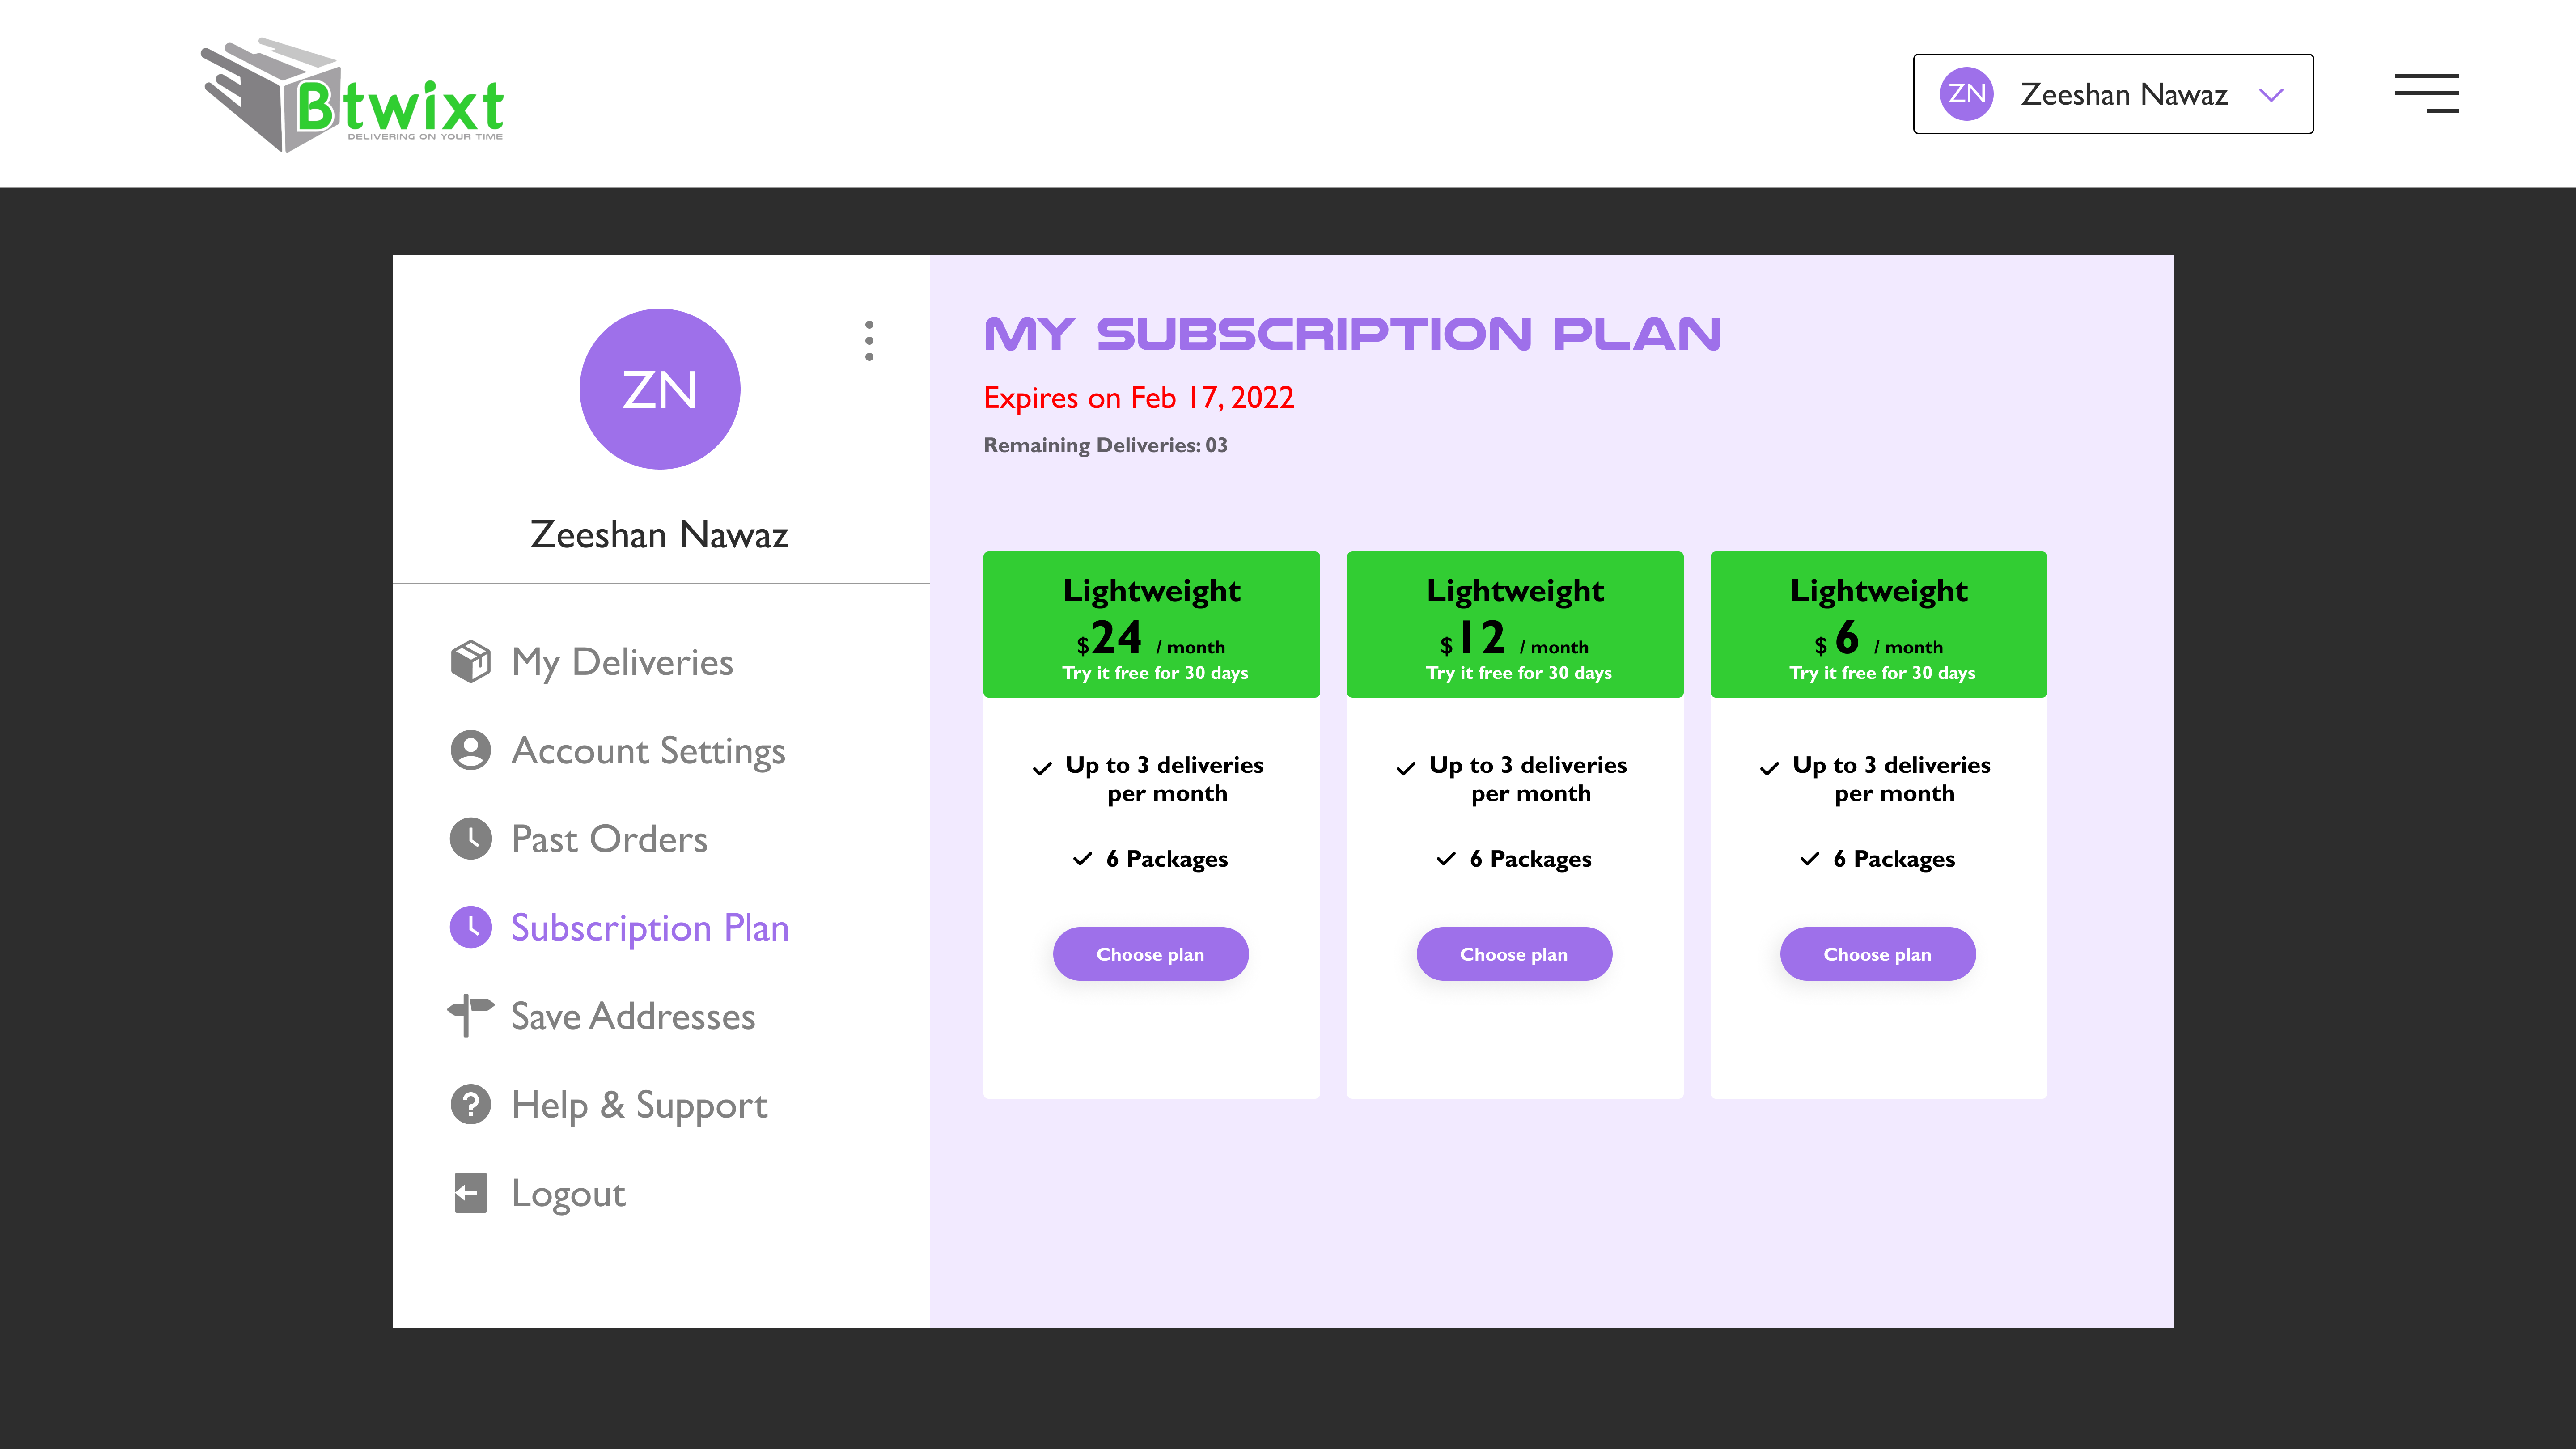 Btwixt
DELIVERING ON YOUR TIME
ZN Zeeshan Nawaz
ZN
Zeeshan Nawaz
My Deliveries
Account Settings
Past Orders
Subscription Plan
Save Addresses
Help & Support
Logout
MY SUBSCRIPTION PLAN
Expires on Feb 17, 2022
Remaining Deliveries: 03
Lightweight
$24 / month
Try it free for 30 days
Up to 3 deliveries
per month
6 Packages
Choose plan
Lightweight
$12 / month
Try it free for 30 days
Up to 3 deliveries
per month
6 Packages
Choose plan
Lightweight
$ 6 / month
Try it free for 30 days
Up to 3 deliveries
per month
6 Packages
Choose plan